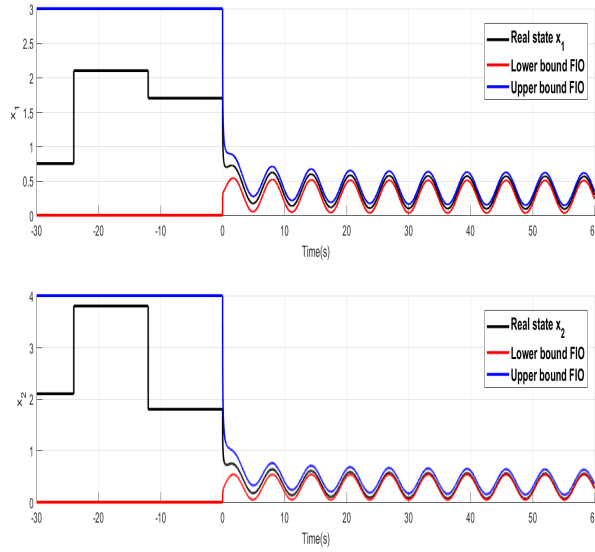 3
2.5
2
1.5
1
0.5
0
x1
-30 -20 -10 0 10 20 30 40 50 60
Time(s)
Real state x1
Lower bound FIO
Upper bound FIO
4
3
2
1
0
x2
-30 -20 -10 0 10 20 30 40 50 60
Time(s)
Real state x2
Lower bound FIO
Upper bound FIO